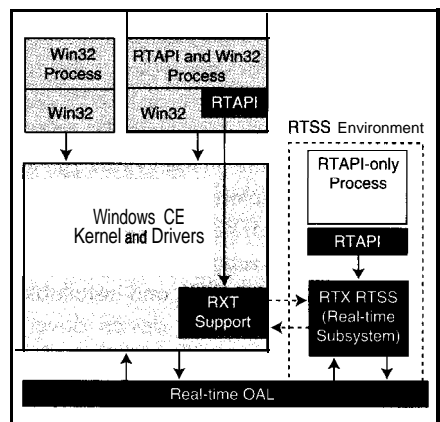 Win32
Process
Win32
RTAPI and Win32
Process
Win32
RTAPI
RTSS Environment
RTAPI-only
Process
RTAPI
Windows CE
Kernel and Drivers
RXT
Support
RTX RTSS
(Real-time
Subsystem)
Real-time OAL